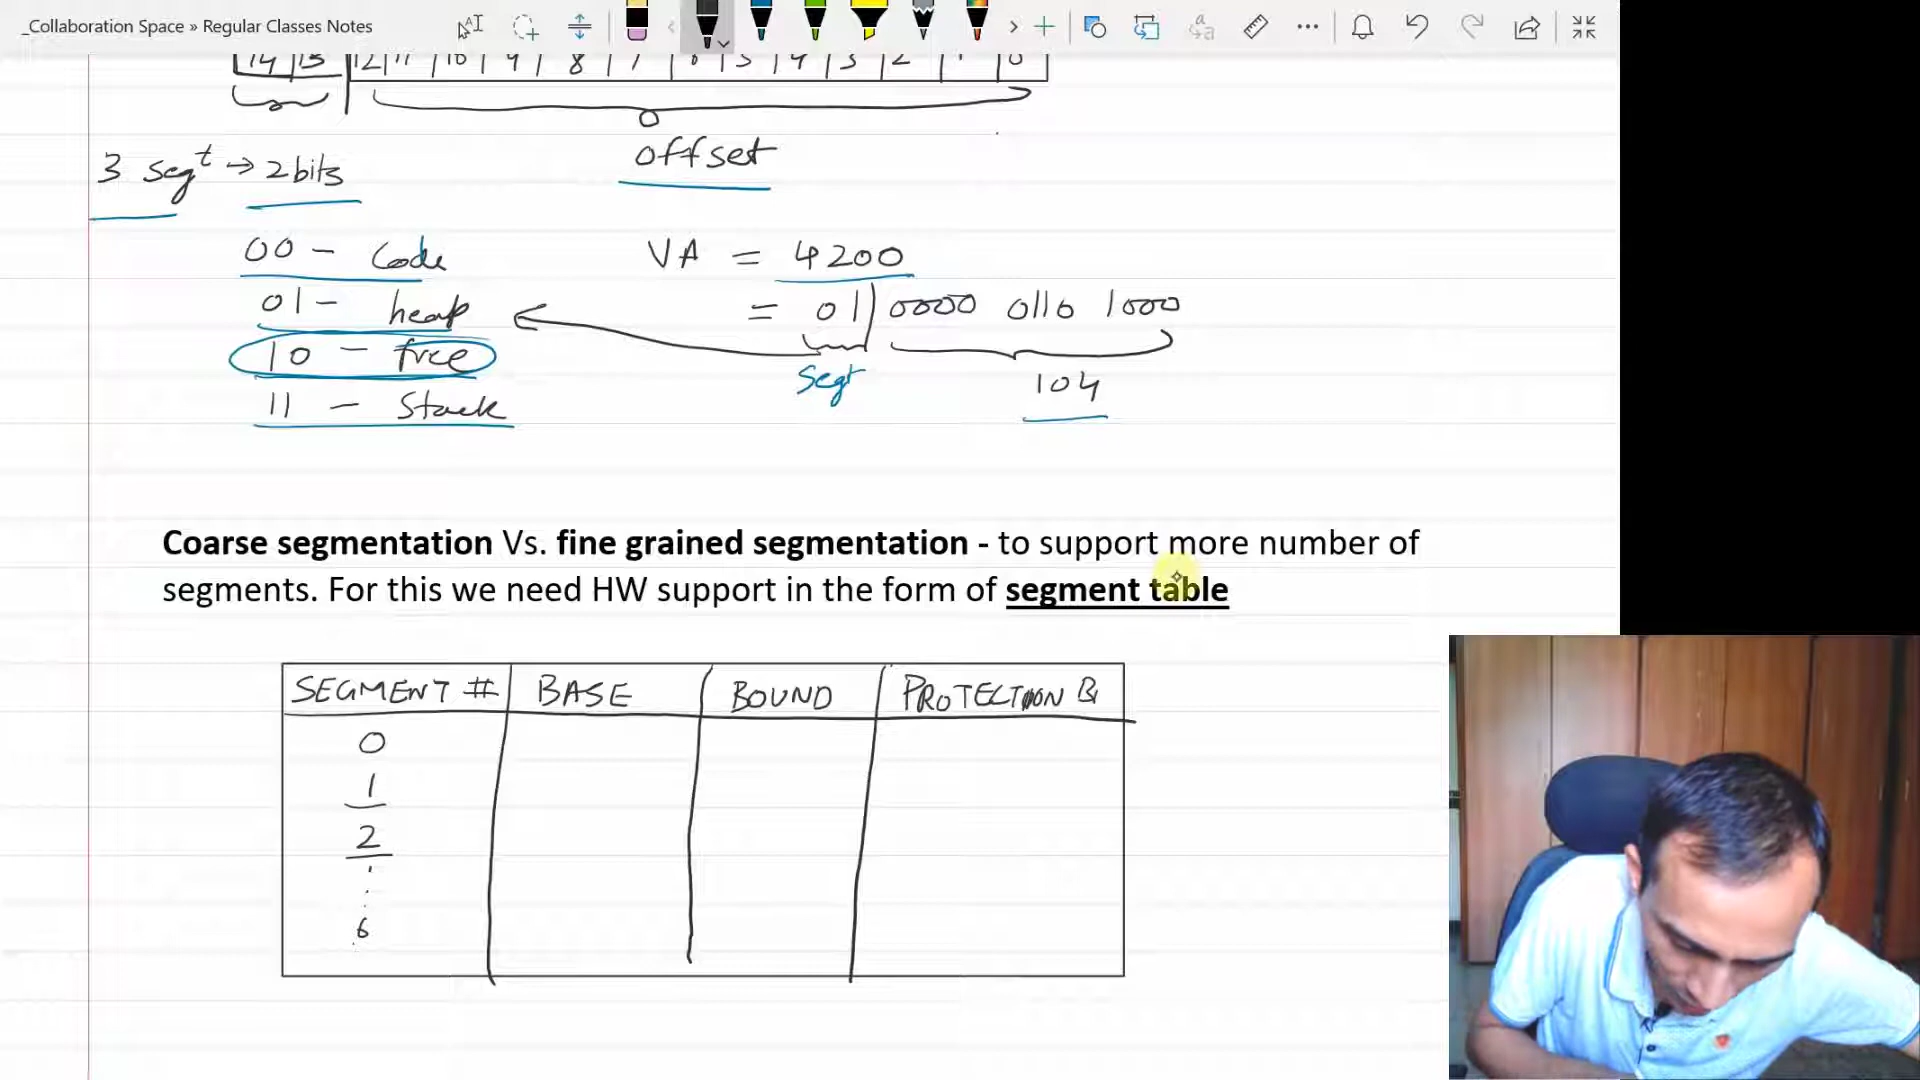 _Collaboration Space » Regular Classes Notes
14 | 13 | 12 | 11 | 10 | 9 | 8 | 7 | 6 | 5 | 4 | 3 | 2 | 1 | 0
offset
3 segt → 2 bits
00 - Code
VA = 4200
01 - heap
= 01 | 0000 0110 1000
10 - free
segt
104
11 - Stack
Coarse segmentation Vs. fine grained segmentation - to support more number of
segments. For this we need HW support in the form of segment table
SEGMENT # | BASE | BOUND | PROTECTION B
0
1
2
6